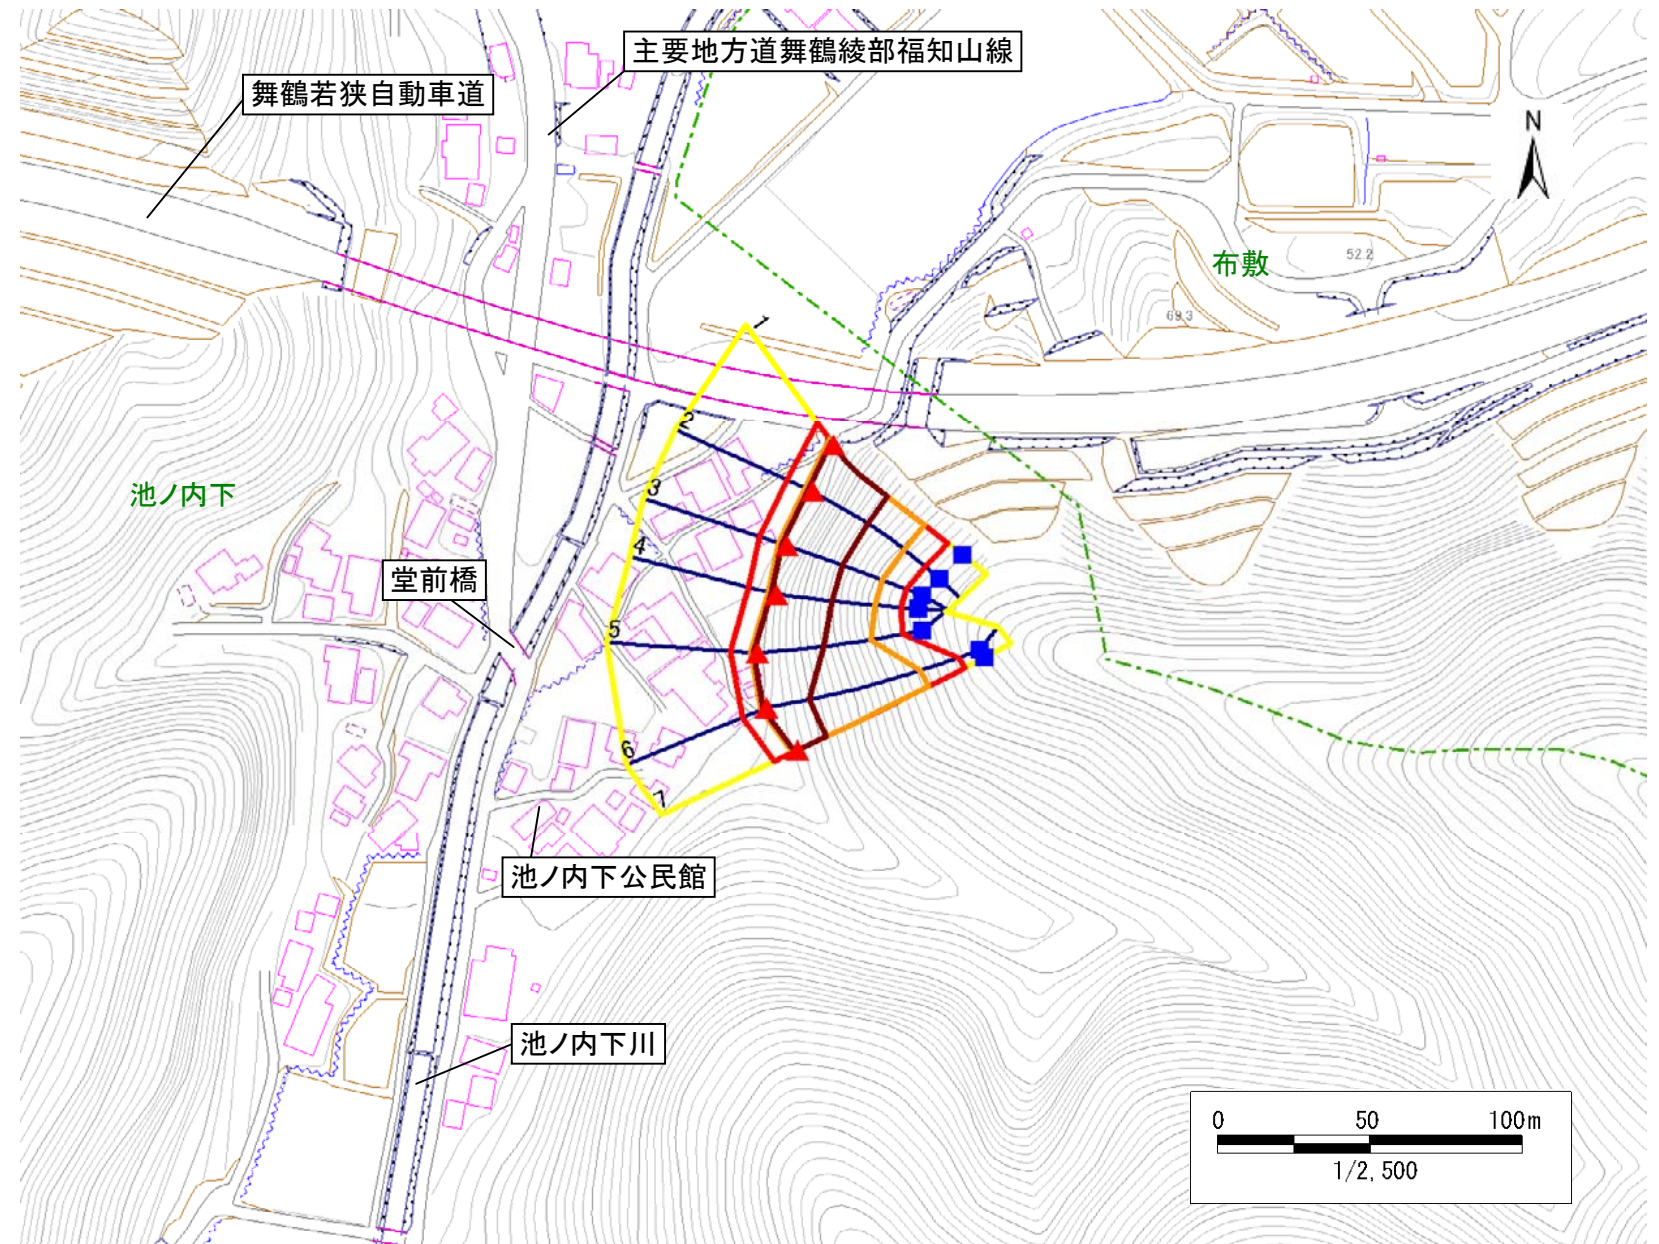 主要地方道舞鶴綾部福知山線
舞鶴若狭自動車道
N
布敷
52.2
69.3
1
2
池ノ内下
3
4
堂前橋
5
6
7
池ノ内下公民館
池ノ内下川
0 50 100m
1/2,500